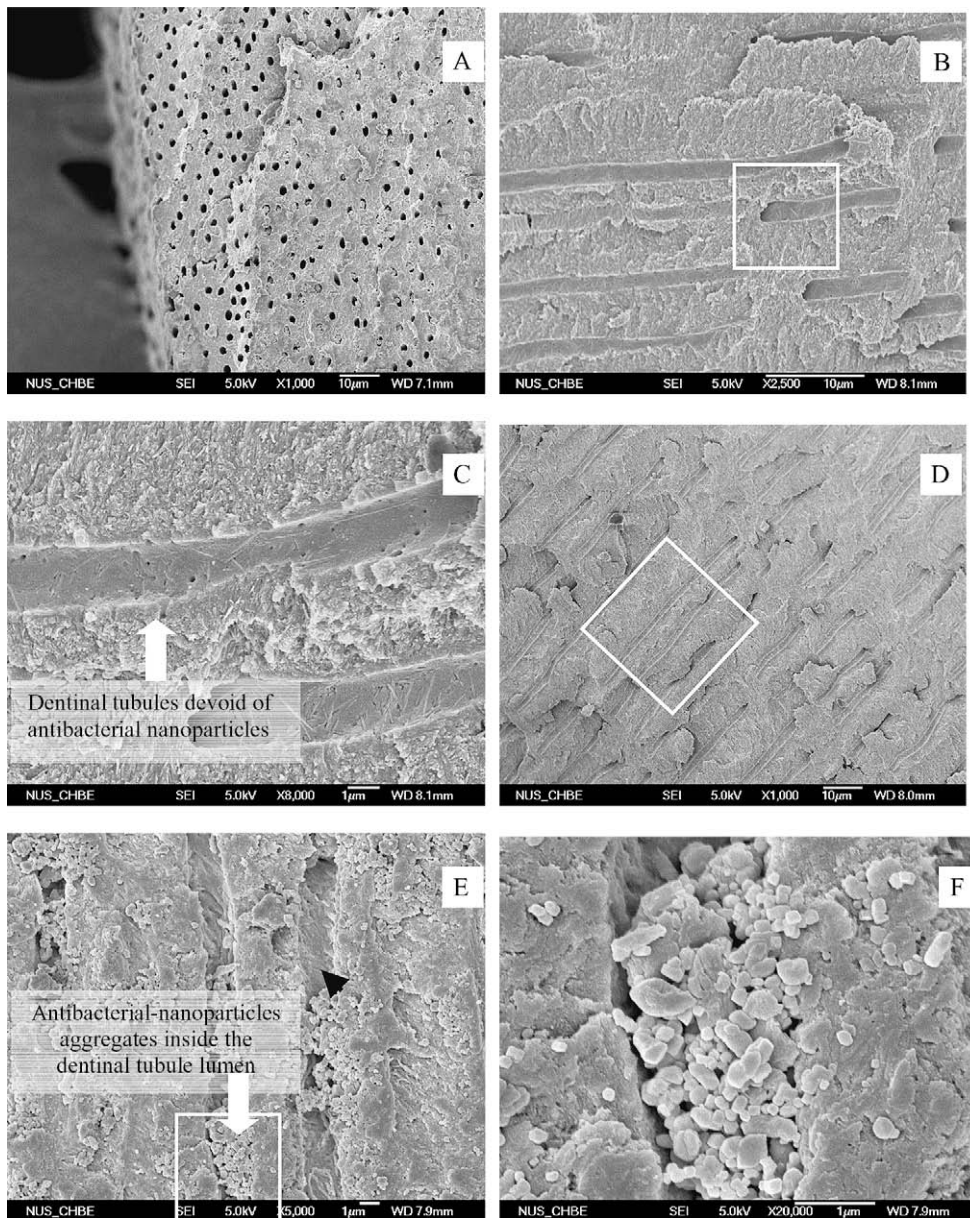 A
NUS_CHBE SEI 5.0kV X1,000 10μm WD 7.1mm
B
NUS_CHBE SEI 5.0kV X2,500 10μm WD 8.1mm
C
Dentinal tubules devoid of
antibacterial nanoparticles
NUS_CHBE SEI 5.0kV X8,000 1μm WD 8.1mm
D
NUS_CHBE SEI 5.0kV X1,000 10μm WD 8.0mm
E
Antibacterial-nanoparticles
aggregates inside the
dentinal tubule lumen
NUS_CHBE SEI 5.0kV X5,000 1μm WD 7.9mm
F
NUS_CHBE SEI 5.0kV X20,000 1μm WD 7.9mm